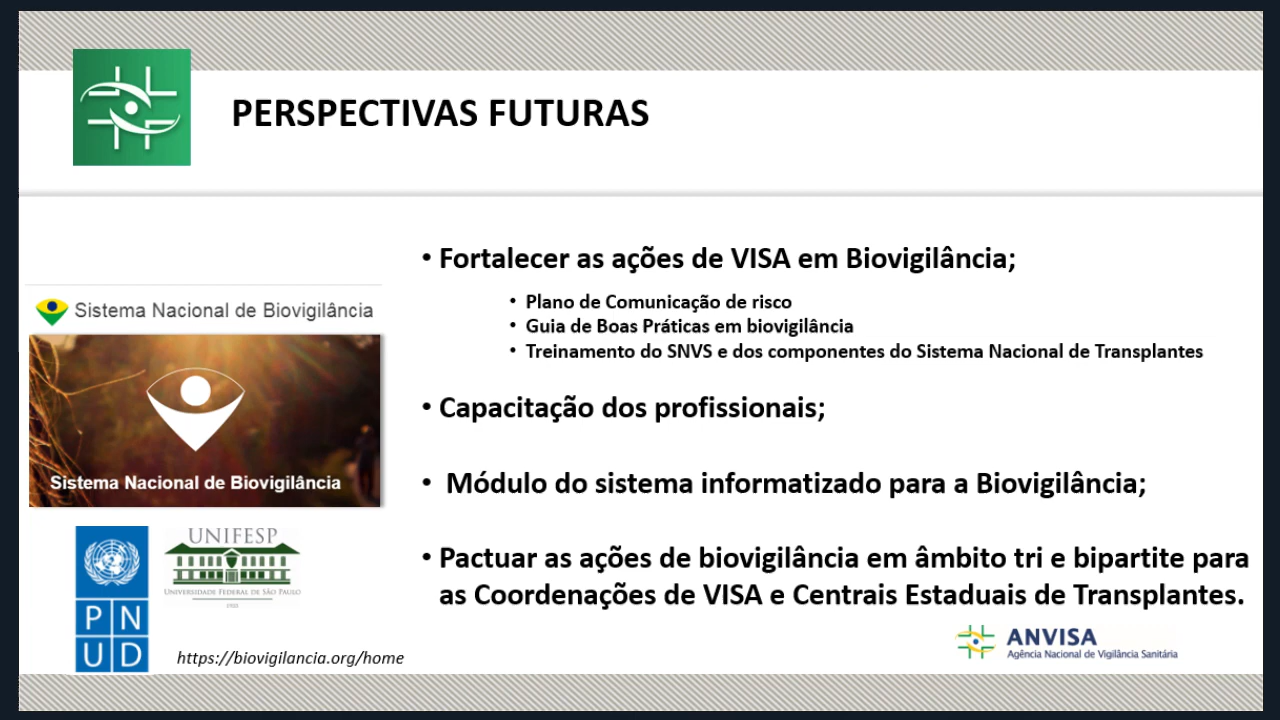 PERSPECTIVAS FUTURAS
• Fortalecer as ações de VISA em Biovigilância;
• Plano de Comunicação de risco
• Guia de Boas Práticas em biovigilância
• Treinamento do SNVS e dos componentes do Sistema Nacional de Transplantes
• Capacitação dos profissionais;
• Módulo do sistema informatizado para a Biovigilância;
• Pactuar as ações de biovigilância em âmbito tri e bipartite para
as Coordenações de VISA e Centrais Estaduais de Transplantes.
Sistema Nacional de Biovigilância
Sistema Nacional de Biovigilância
P N
U D
UNIFESP
UNIVERSIDADE FEDERAL DE SÃO PAULO
1933
https://biovigilancia.org/home
ANVISA
Agência Nacional de Vigilância Sanitária